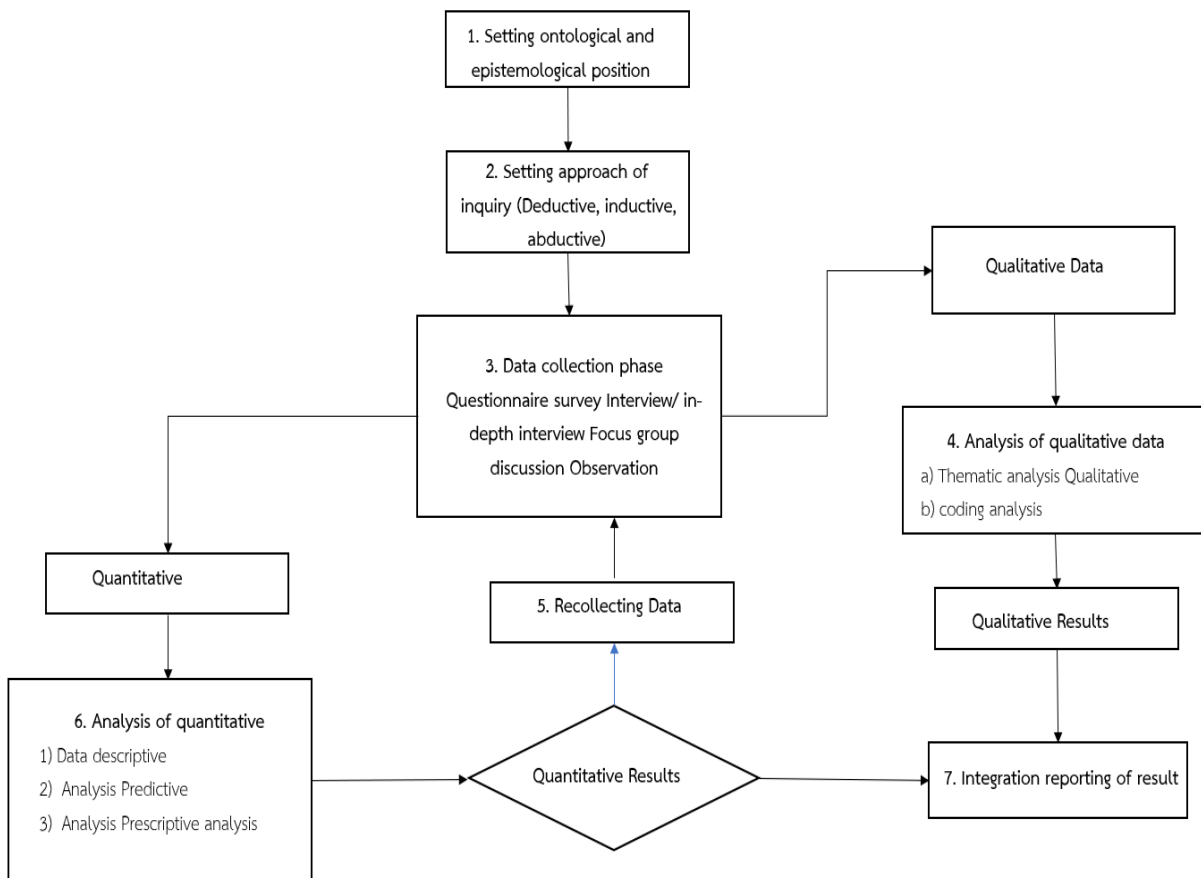 1. Setting ontological and
epistemological position
2. Setting approach of
inquiry (Deductive, inductive,
abductive)
Qualitative Data
3. Data collection phase
Questionnaire survey Interview/ in-
depth interview Focus group
discussion Observation
4. Analysis of qualitative data
a) Thematic analysis Qualitative
b) coding analysis
Quantitative
5. Recollecting Data
Qualitative Results
6. Analysis of quantitative
1) Data descriptive
2) Analysis Predictive
3) Analysis Prescriptive analysis
Quantitative Results
7. Integration reporting of result